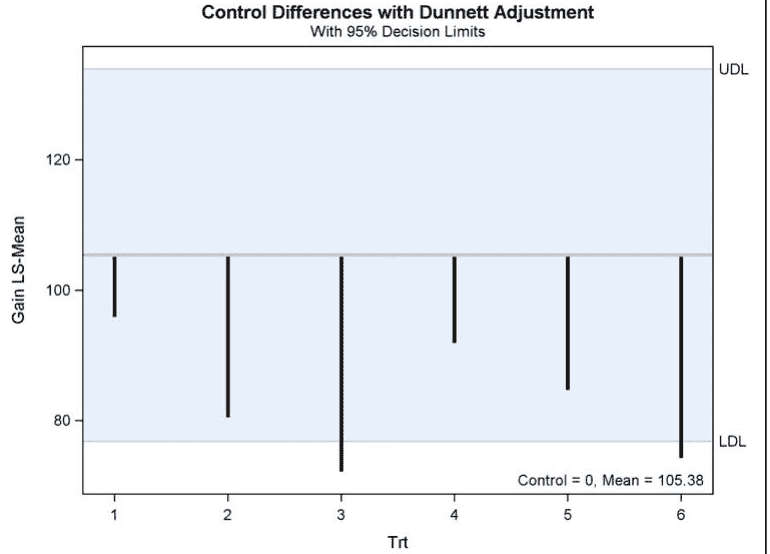 Control Differences with Dunnett Adjustment
With 95% Decision Limits
UDL
120
Gain LS-Mean
100
80
LDL
Control = 0, Mean = 105.38
1 2 3 4 5 6
Trt